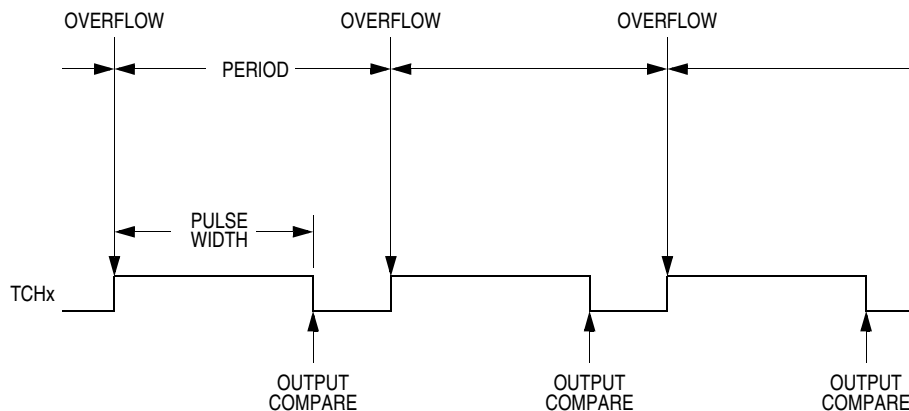 OVERFLOW
OVERFLOW
OVERFLOW
PERIOD
PULSE
WIDTH
TCHx
OUTPUT
COMPARE
OUTPUT
COMPARE
OUTPUT
COMPARE